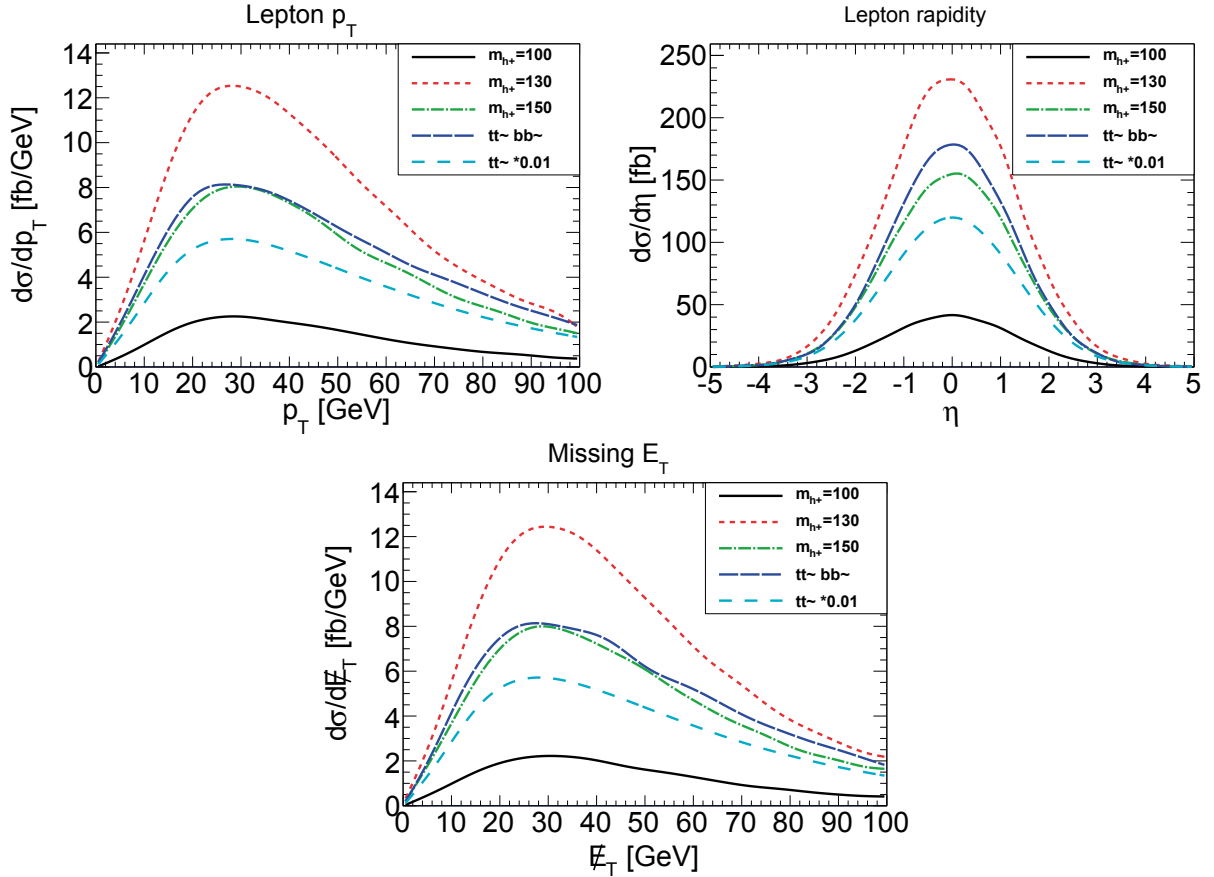 Lepton p_T
dσ/dp_T [fb/GeV]
14
12
10
8
6
4
2
0
m_h+=100
m_h+=130
m_h+=150
tt~ bb~
tt~ *0.01
0 10 20 30 40 50 60 70 80 90 100
p_T [GeV]
Lepton rapidity
dσ/dη [fb]
250
200
150
100
50
0
m_h+=100
m_h+=130
m_h+=150
tt~ bb~
tt~ *0.01
-5 -4 -3 -2 -1 0 1 2 3 4 5
η
Missing E_T
dσ/dE̸_T [fb/GeV]
14
12
10
8
6
4
2
0
m_h+=100
m_h+=130
m_h+=150
tt~ bb~
tt~ *0.01
0 10 20 30 40 50 60 70 80 90 100
E̸_T [GeV]